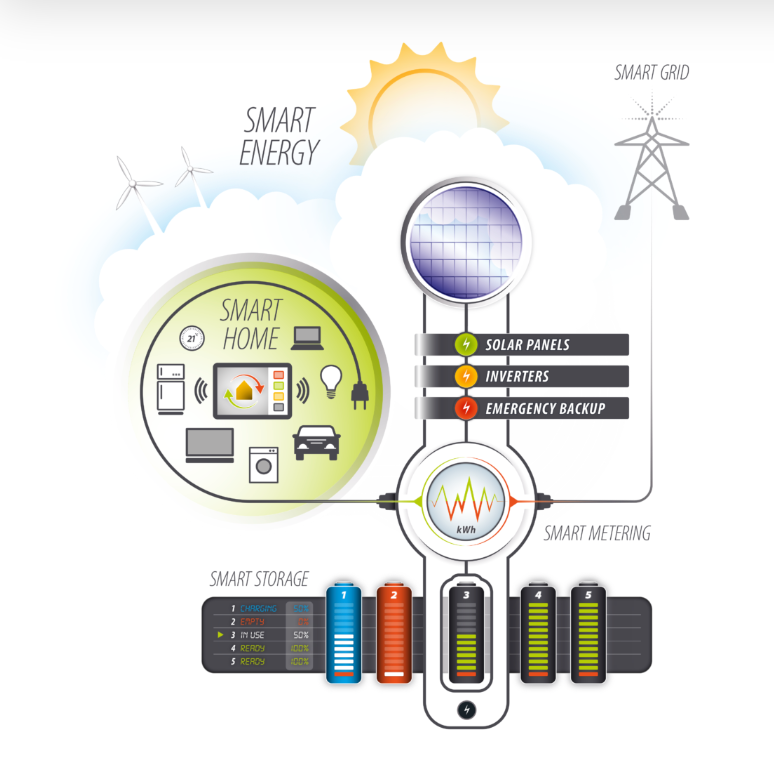 SMART GRID
SMART
ENERGY
SMART
HOME
21°
SOLAR PANELS
INVERTERS
EMERGENCY BACKUP
kWh
SMART METERING
SMART STORAGE
1 CHARGING
2 EMPTY
3 IN USE 50%
4 READY 100%
5 READY 100%
1
2
3
4
5